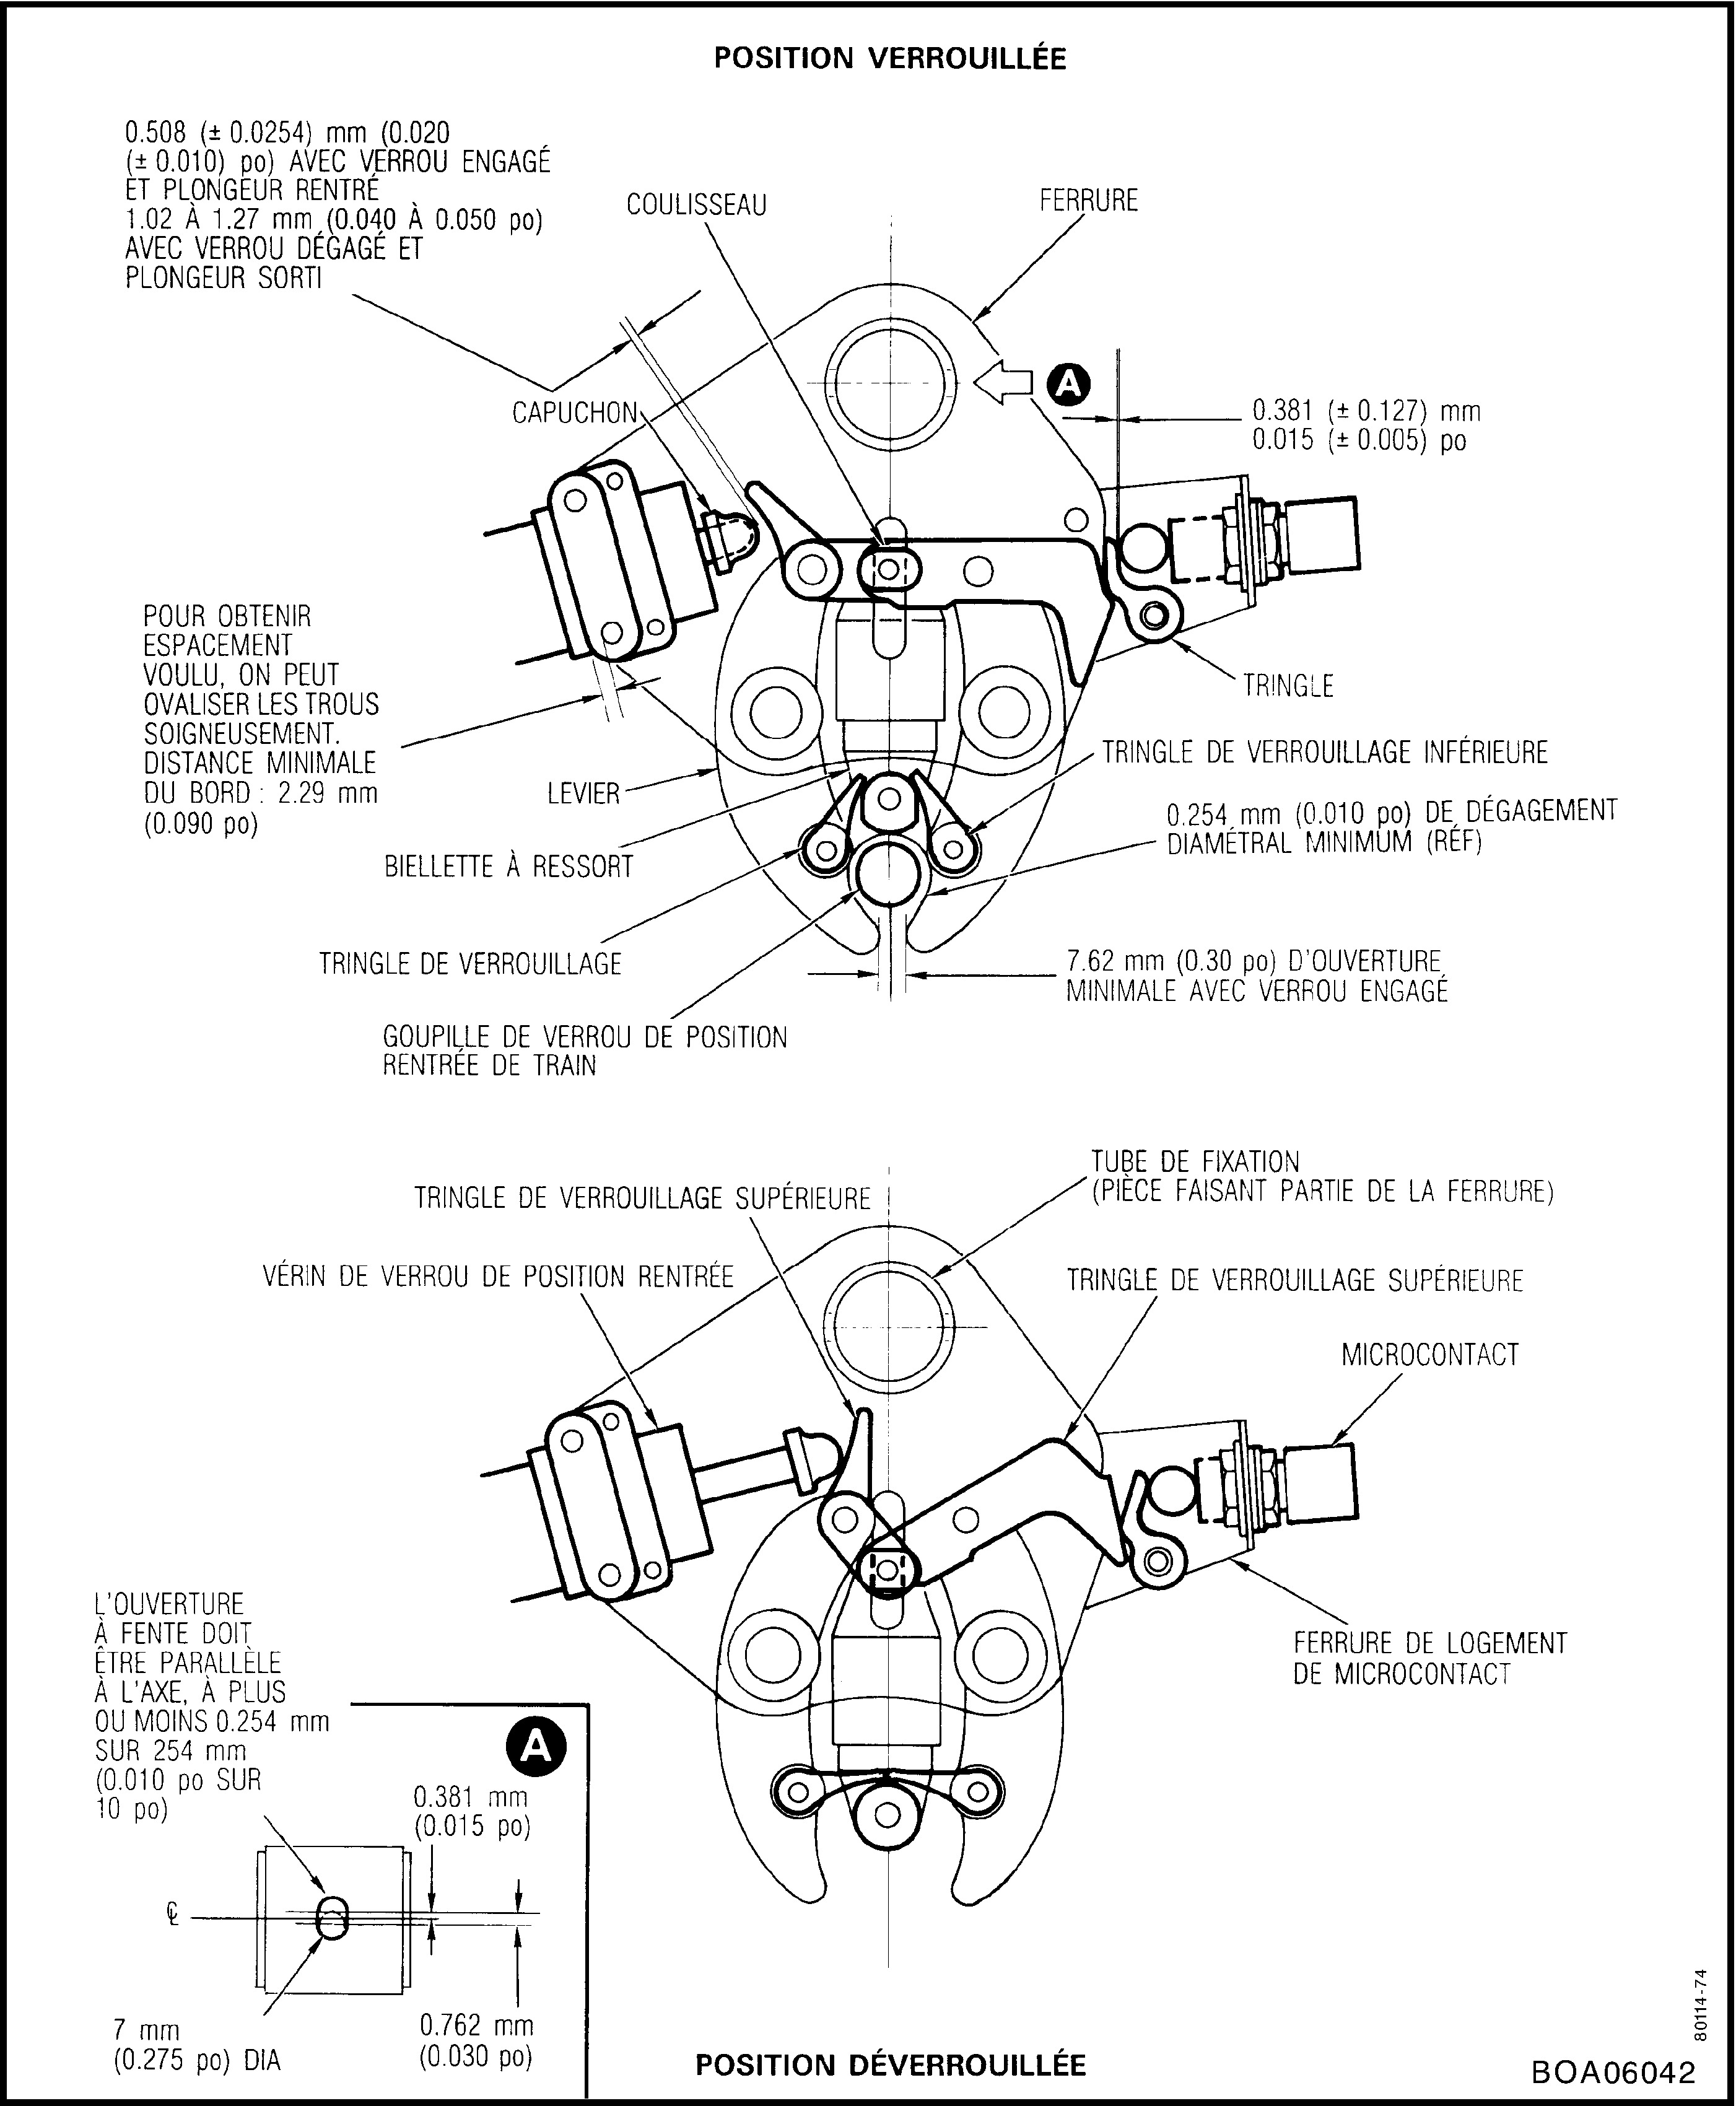 POSITION VERROUILLÉE
0.508 (± 0.0254) mm (0.020
(± 0.010) po) AVEC VERROU ENGAGÉ
ET PLONGEUR RENTRÉ
1.02 À 1.27 mm (0.040 À 0.050 po)
AVEC VERROU DÉGAGÉ ET
PLONGEUR SORTI
COULISSEAU
FERRURE
A
CAPUCHON
0.381 (± 0.127) mm
0.015 (± 0.005) po
POUR OBTENIR
ESPACEMENT
VOULU, ON PEUT
OVALISER LES TROUS
SOIGNEUSEMENT.
DISTANCE MINIMALE
DU BORD : 2.29 mm
(0.090 po)
TRINGLE
TRINGLE DE VERROUILLAGE INFÉRIEURE
LEVIER
0.254 mm (0.010 po) DE DÉGAGEMENT
DIAMÉTRAL MINIMUM (RÉF)
BIELLETTE À RESSORT
TRINGLE DE VERROUILLAGE
7.62 mm (0.30 po) D'OUVERTURE
MINIMALE AVEC VERROU ENGAGÉ
GOUPILLE DE VERROU DE POSITION
RENTRÉE DE TRAIN
TUBE DE FIXATION
(PIÈCE FAISANT PARTIE DE LA FERRURE)
TRINGLE DE VERROUILLAGE SUPÉRIEURE
VÉRIN DE VERROU DE POSITION RENTRÉE
TRINGLE DE VERROUILLAGE SUPÉRIEURE
MICROCONTACT
L'OUVERTURE
À FENTE DOIT
ÊTRE PARALLÈLE
À L'AXE, À PLUS
OU MOINS 0.254 mm
SUR 254 mm
(0.010 po SUR
10 po)
FERRURE DE LOGEMENT
DE MICROCONTACT
A
0.381 mm
(0.015 po)
℄
7 mm
(0.275 po) DIA
0.762 mm
(0.030 po)
POSITION DÉVERROUILLÉE
80114-74
BOA06042